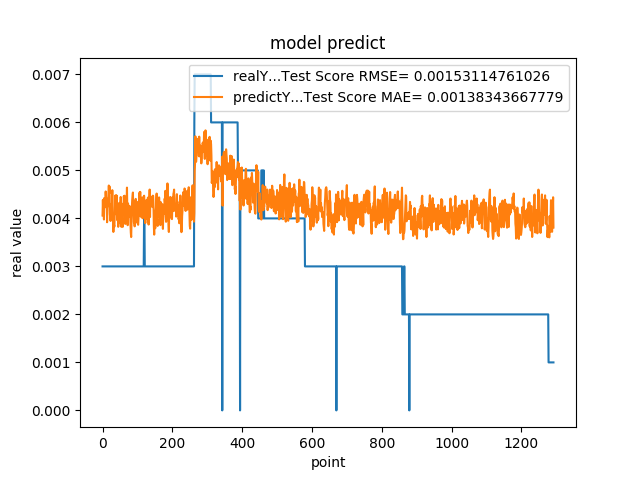 model predict
realY...Test Score RMSE= 0.00153114761026
predictY...Test Score MAE= 0.00138343667779
0.007
0.006
0.005
0.004
0.003
0.002
0.001
0.000
real value
0 200 400 600 800 1000 1200
point